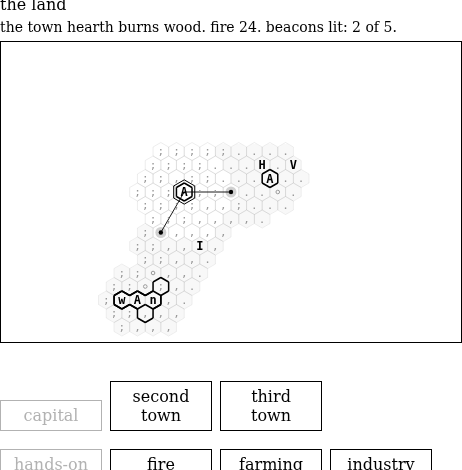 the land
the town hearth burns wood. fire 24. beacons lit: 2 of 5.
H V
A
A
I
w A n
capital
second
town
third
town
hands-on
fire
farming
industry